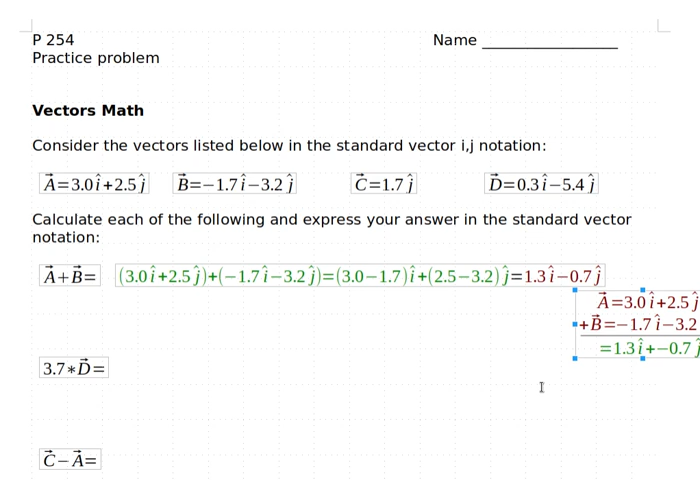 P 254 Name ________________
Practice problem
Vectors Math
Consider the vectors listed below in the standard vector i,j notation:
A⃗=3.0î+2.5ĵ B⃗=−1.7î−3.2ĵ C⃗=1.7ĵ D⃗=0.3î−5.4ĵ
Calculate each of the following and express your answer in the standard vector
notation:
A⃗+B⃗= (3.0î+2.5ĵ)+(−1.7î−3.2ĵ)=(3.0−1.7)î+(2.5−3.2)ĵ=1.3î−0.7ĵ
A⃗=3.0î+2.5ĵ
+B⃗=−1.7î−3.2
=1.3î+−0.7ĵ
3.7∗D⃗=
C⃗−A⃗=